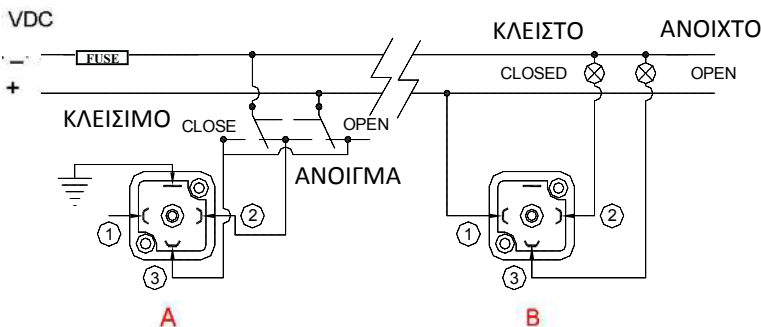 VDC
ΚΛΕΙΣΤΟ ΑΝΟΙΧΤΟ
− FUSE
CLOSED OPEN
+
ΚΛΕΙΣΙΜΟ CLOSE OPEN
ΑΝΟΙΓΜΑ
1 2 3
1 2 3
A B